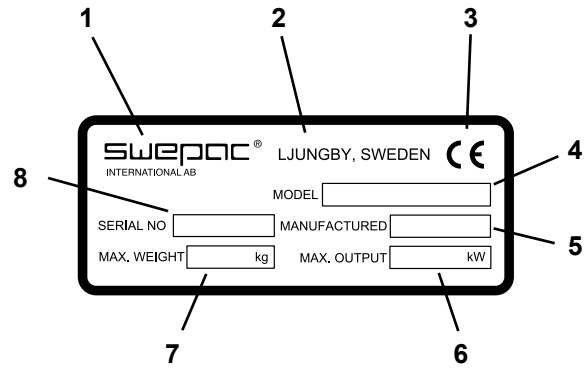 1 2 3
swepac® LJUNGBY, SWEDEN CE
INTERNATIONAL AB
4
8
MODEL
SERIAL NO MANUFACTURED
5
MAX. WEIGHT kg MAX. OUTPUT kW
7 6